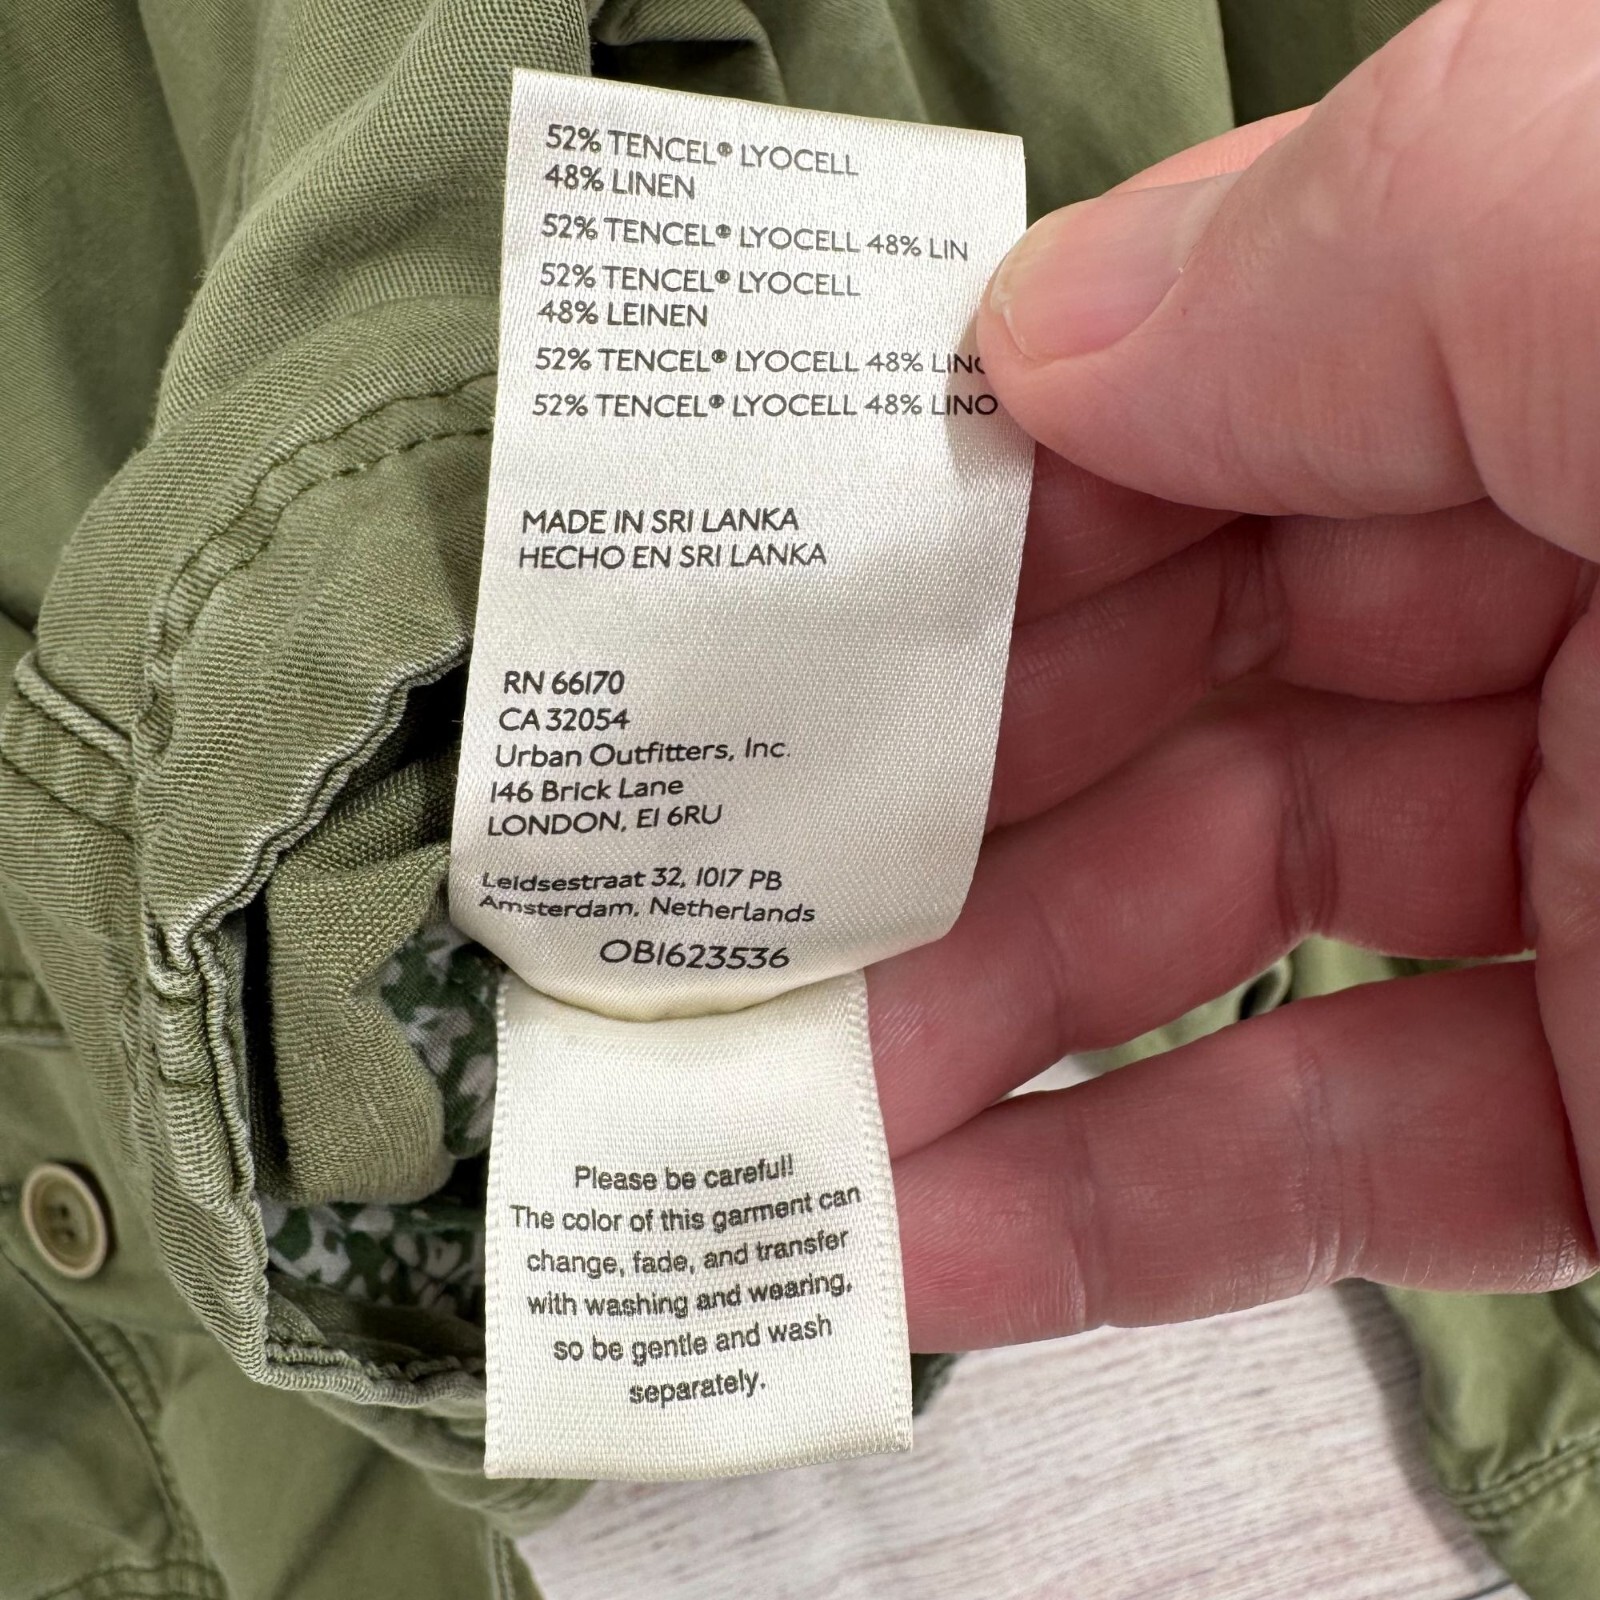 52% TENCEL® LYOCELL
48% LINEN
52% TENCEL® LYOCELL 48% LIN
52% TENCEL® LYOCELL
48% LEINEN
52% TENCEL® LYOCELL 48%
52% TENCEL® LYOCELL 48% LINO
MADE IN SRI LANKA
HECHO EN SRI LANKA
RN 66170
CA 32054
Urban Outfitters, Inc.
146 Brick Lane
LONDON, E1 6RU
Leidsestraat 32, 1017 PB
Amsterdam, Netherlands
OB1623536
Please be careful!
The color of this garment can
change, fade, and transfer
with washing and wearing,
so be gentle and wash
separately.